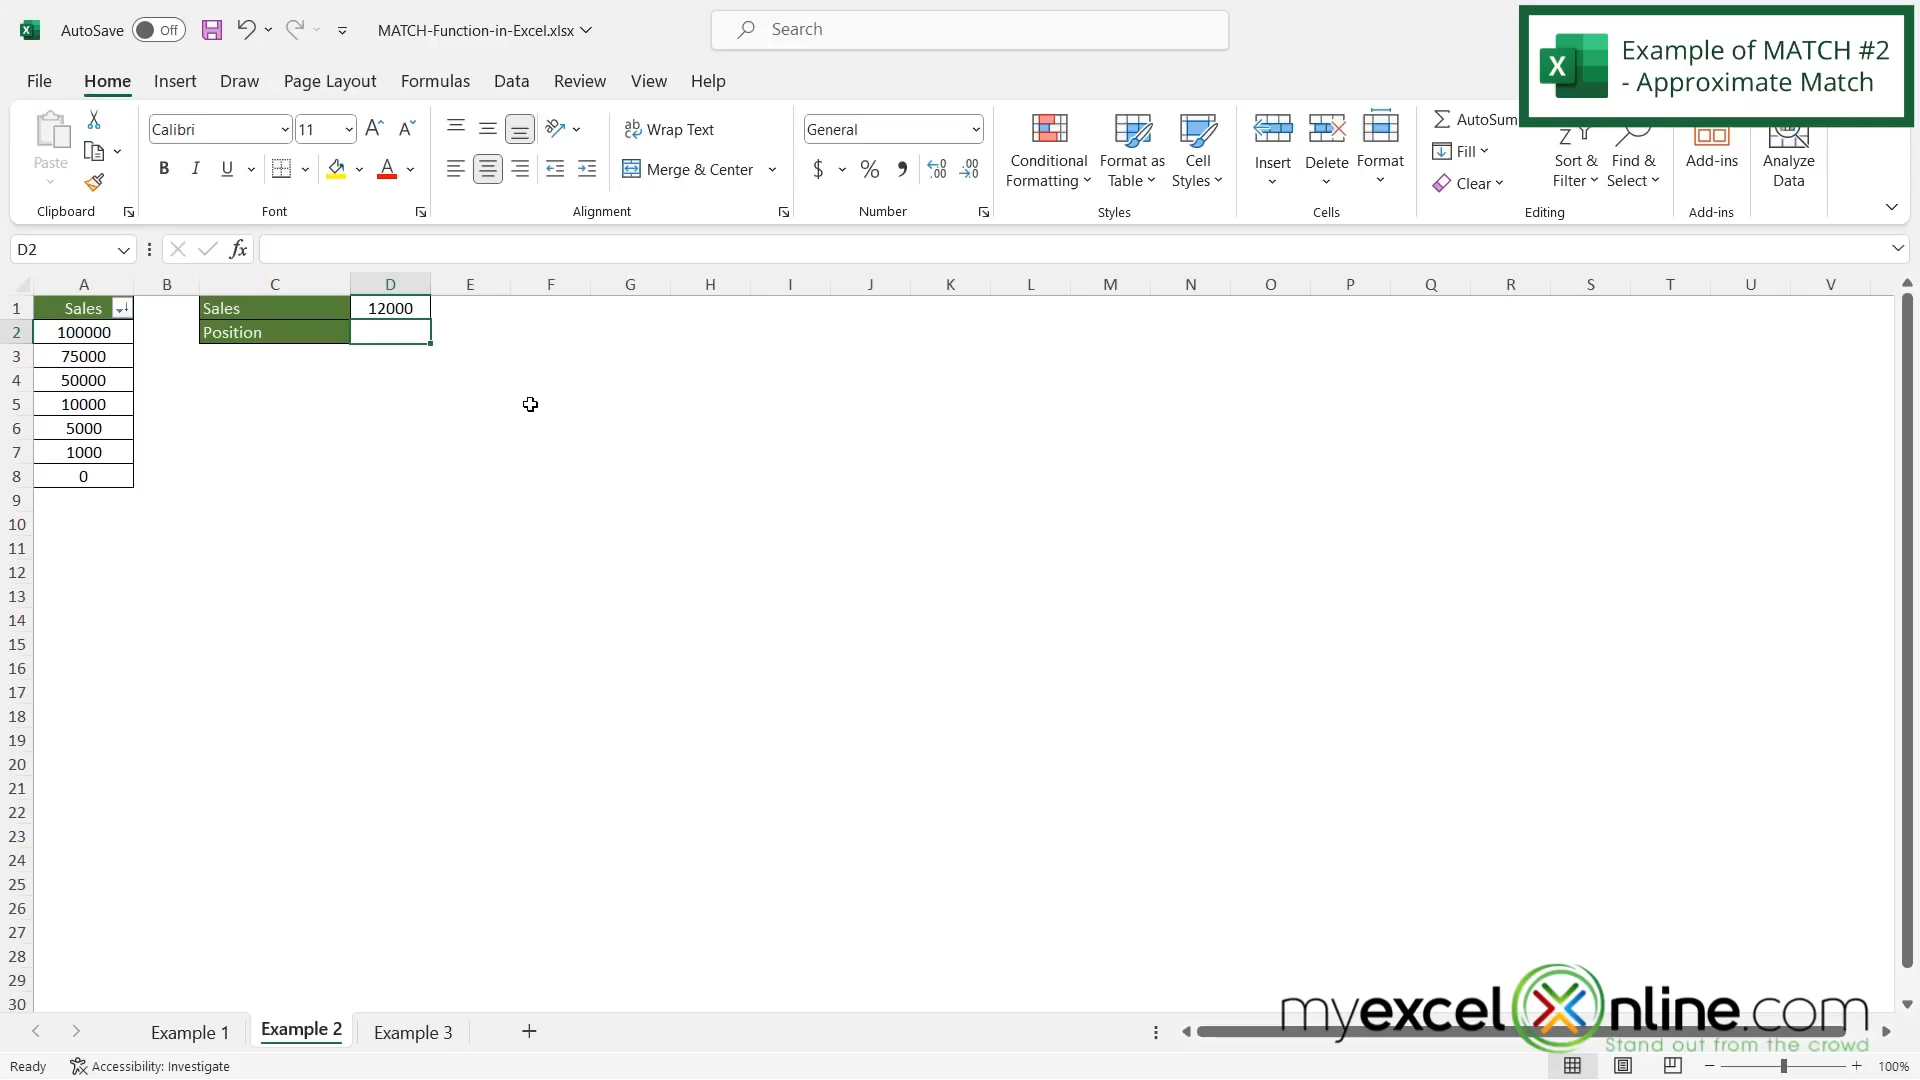 AutoSave Off MATCH-Function-in-Excel.xlsx Search
Example of MATCH #2
- Approximate Match
File Home Insert Draw Page Layout Formulas Data Review View Help
Paste
Clipboard
Calibri 11
B I U
Font
Wrap Text
Merge & Center
Alignment
General
$ %
Number
Conditional
Formatting
Format as
Table
Cell
Styles
Styles
Insert Delete Format
Cells
AutoSum
Fill
Clear
Sort &
Filter
Find &
Select
Editing
Add-ins
Add-ins
Analyze
Data
D2 fx
A B C D E F G H I J K L M N O P Q R S T U V
1 Sales Sales 12000
2 100000 Position
3 75000
4 50000
5 10000
6 5000
7 1000
8 0
9
10
11
12
13
14
15
16
17
18
19
20
21
22
23
24
25
26
27
28
29
30
myexcelonline.com
Stand out from the crowd
Example 1 Example 2 Example 3
Ready Accessibility: Investigate 100%